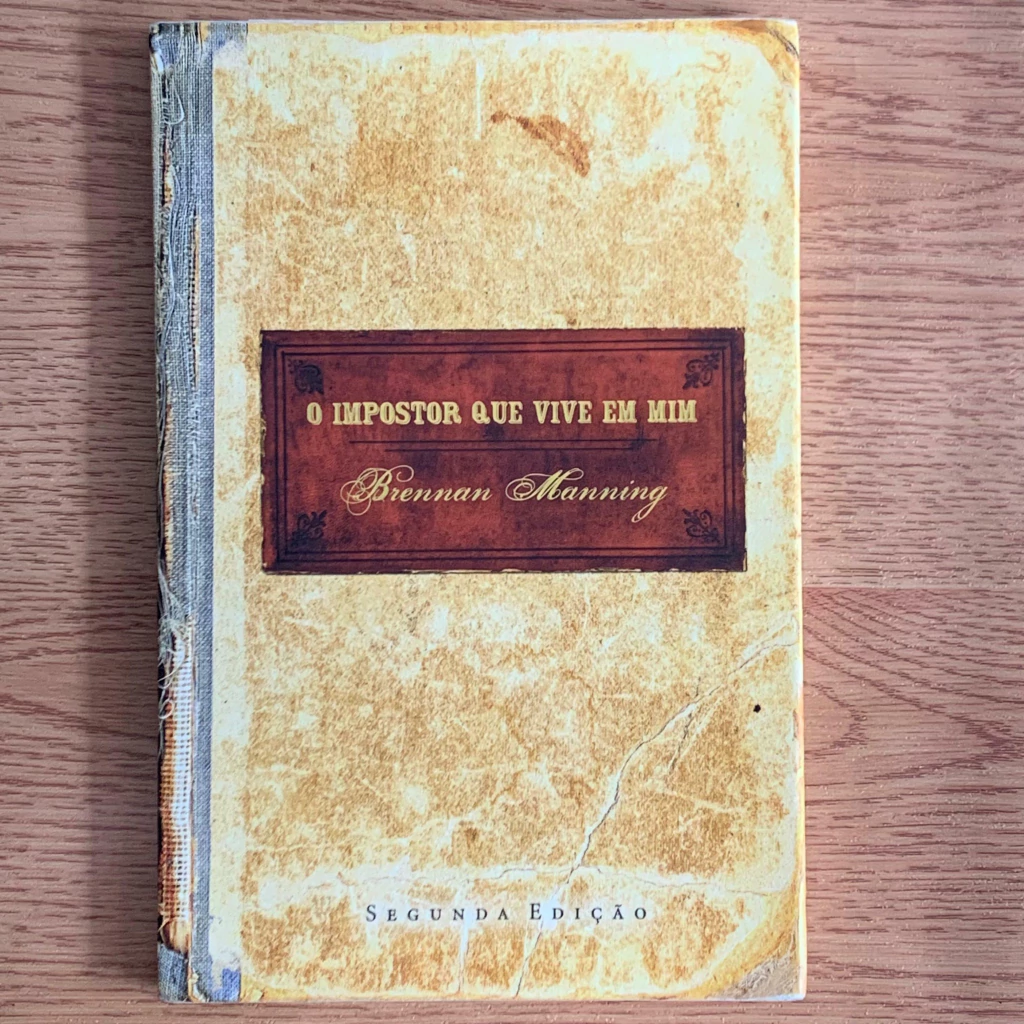 O IMPOSTOR QUE VIVE EM MIM
Brennan Manning
SEGUNDA EDIÇÃO